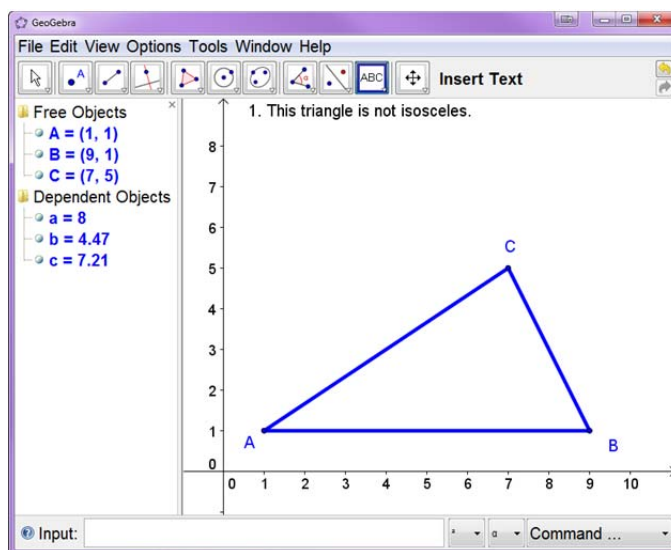 GeoGebra
File Edit View Options Tools Window Help
A
ABC
Insert Text
Free Objects
A = (1, 1)
B = (9, 1)
C = (7, 5)
Dependent Objects
a = 8
b = 4.47
c = 7.21
1. This triangle is not isosceles.
8
7
6
5
4
3
2
1
0
C
A
B
0 1 2 3 4 5 6 7 8 9 10
Input:
α
Command ...